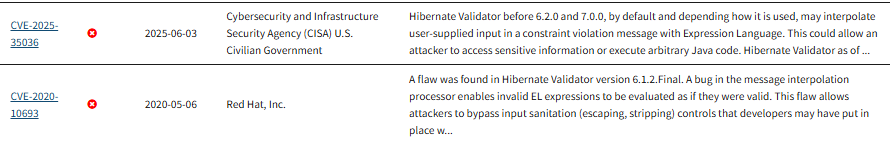 CVE-2025-35036
2025-06-03
Cybersecurity and Infrastructure Security Agency (CISA) U.S. Civilian Government
Hibernate Validator before 6.2.0 and 7.0.0, by default and depending how it is used, may interpolate
user-supplied input in a constraint violation message with Expression Language. This could allow an
attacker to access sensitive information or execute arbitrary Java code. Hibernate Validator as of ...
CVE-2020-10693
2020-05-06
Red Hat, Inc.
A flaw was found in Hibernate Validator version 6.1.2.Final. A bug in the message interpolation
processor enables invalid EL expressions to be evaluated as if they were valid. This flaw allows
attackers to bypass input sanitation (escaping, stripping) controls that developers may have put in
place w...